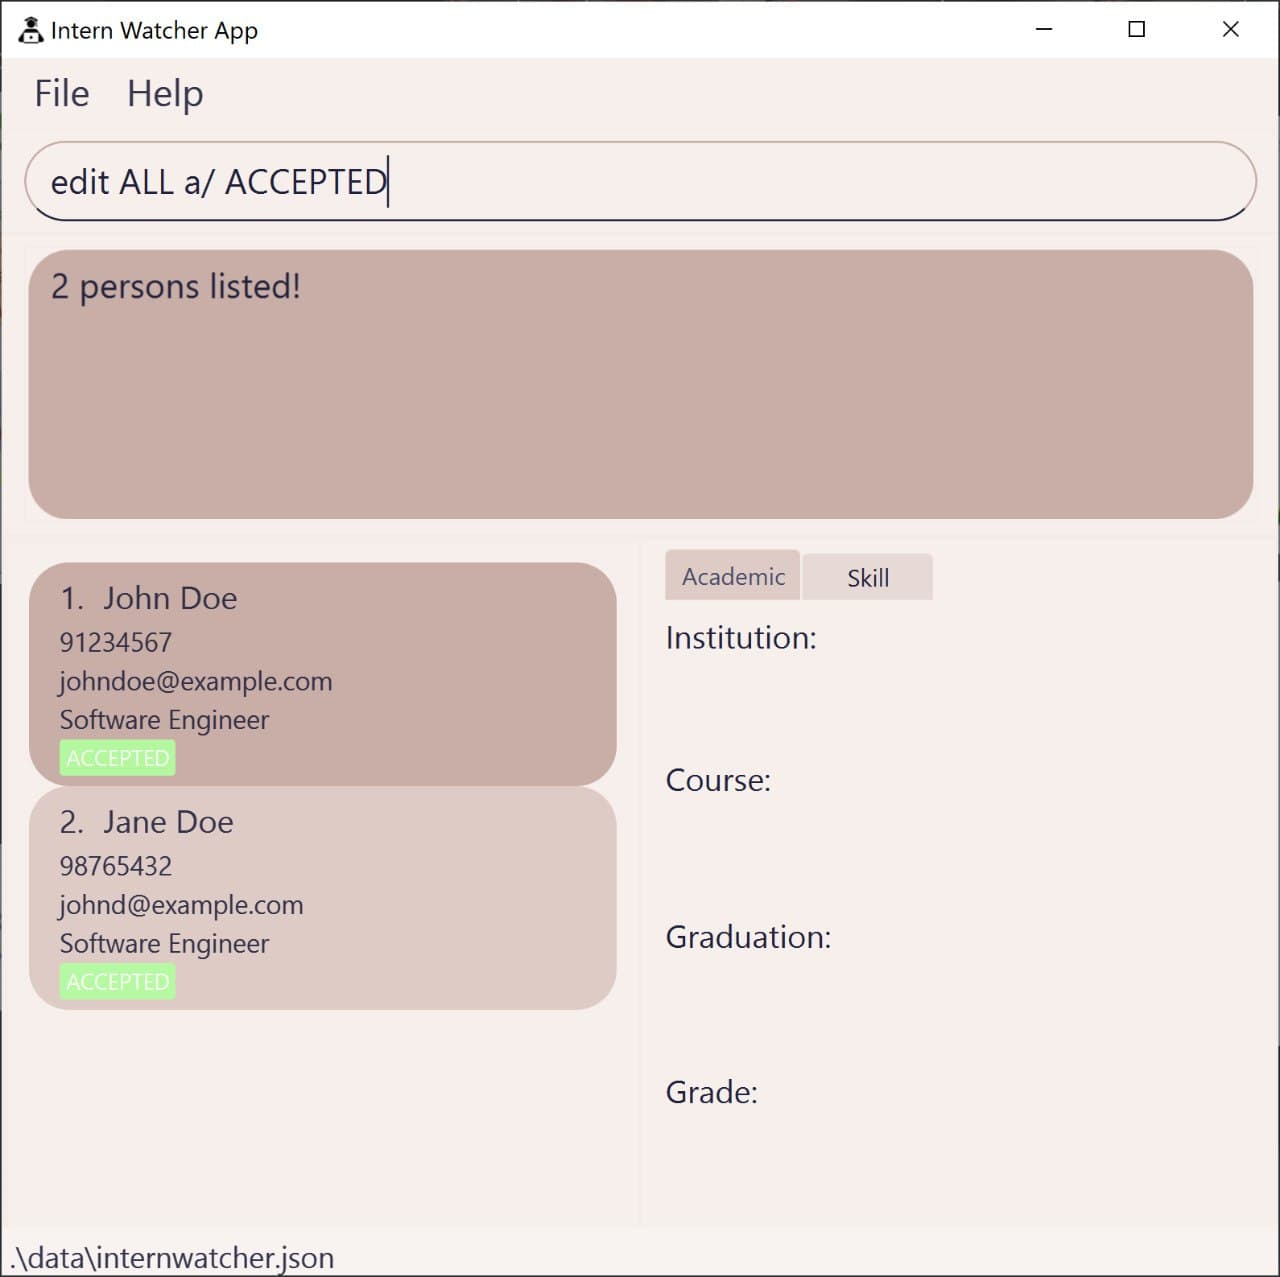 Intern Watcher App
File Help
edit ALL a/ ACCEPTED
2 persons listed!
1. John Doe
91234567
johndoe@example.com
Software Engineer
ACCEPTED
2. Jane Doe
98765432
johnd@example.com
Software Engineer
ACCEPTED
Academic Skill
Institution:
Course:
Graduation:
Grade:
.\data\internwatcher.json